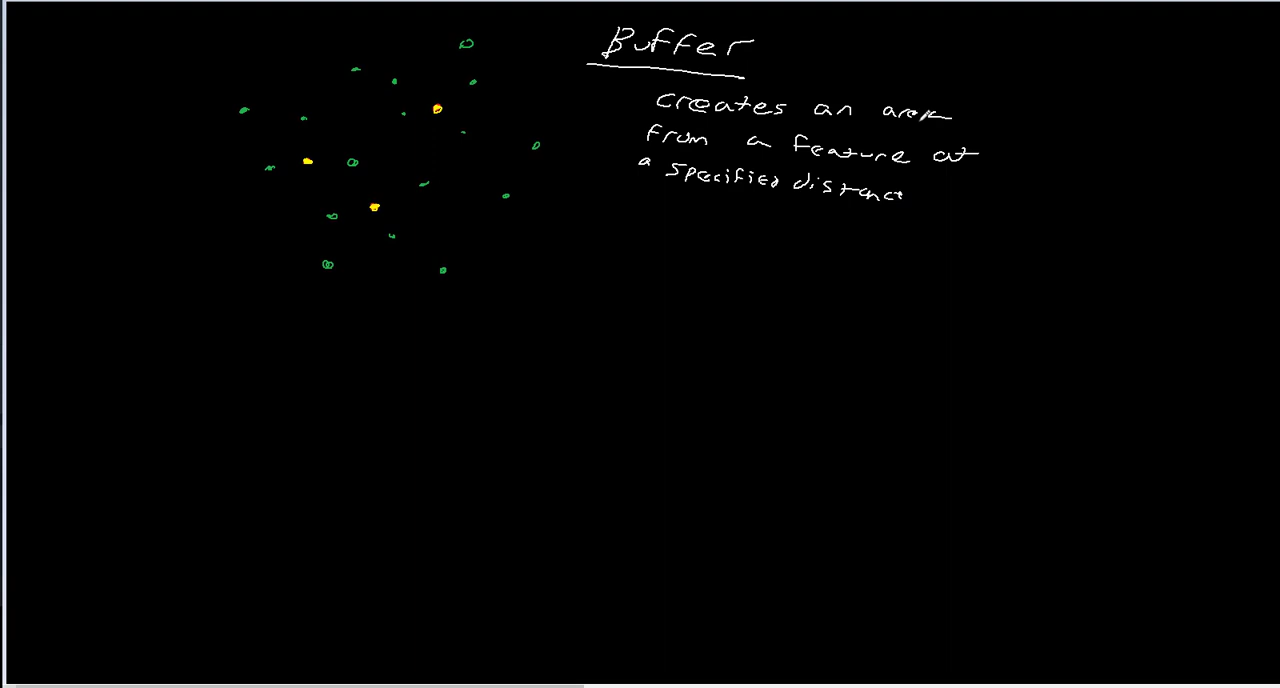 Buffer
creates an area
from a feature at
a specified distance